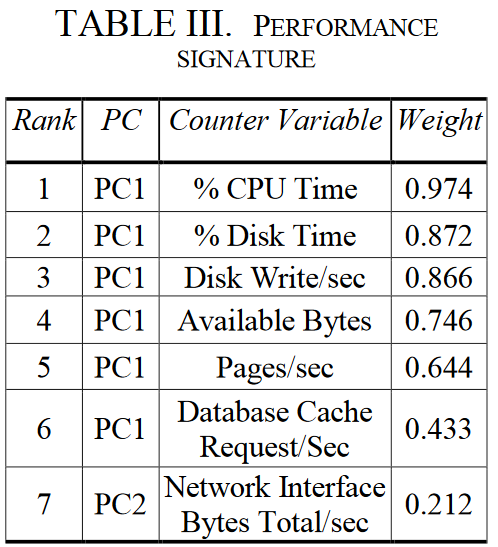 TABLE III. PERFORMANCE
SIGNATURE
Rank PC Counter Variable Weight
1 PC1 % CPU Time 0.974
2 PC1 % Disk Time 0.872
3 PC1 Disk Write/sec 0.866
4 PC1 Available Bytes 0.746
5 PC1 Pages/sec 0.644
6 PC1 Database Cache
Request/Sec 0.433
7 PC2 Network Interface
Bytes Total/sec 0.212